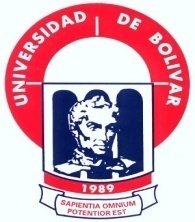 UNIVERSIDAD DE BOLIVAR
1989
SAPIENTIA OMNIUM
POTENTIOR EST